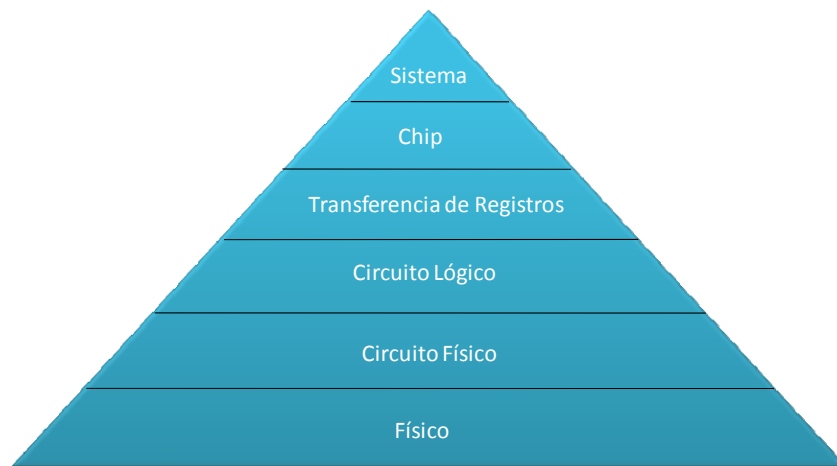 Sistema
Chip
Transferencia de Registros
Circuito Lógico
Circuito Físico
Físico